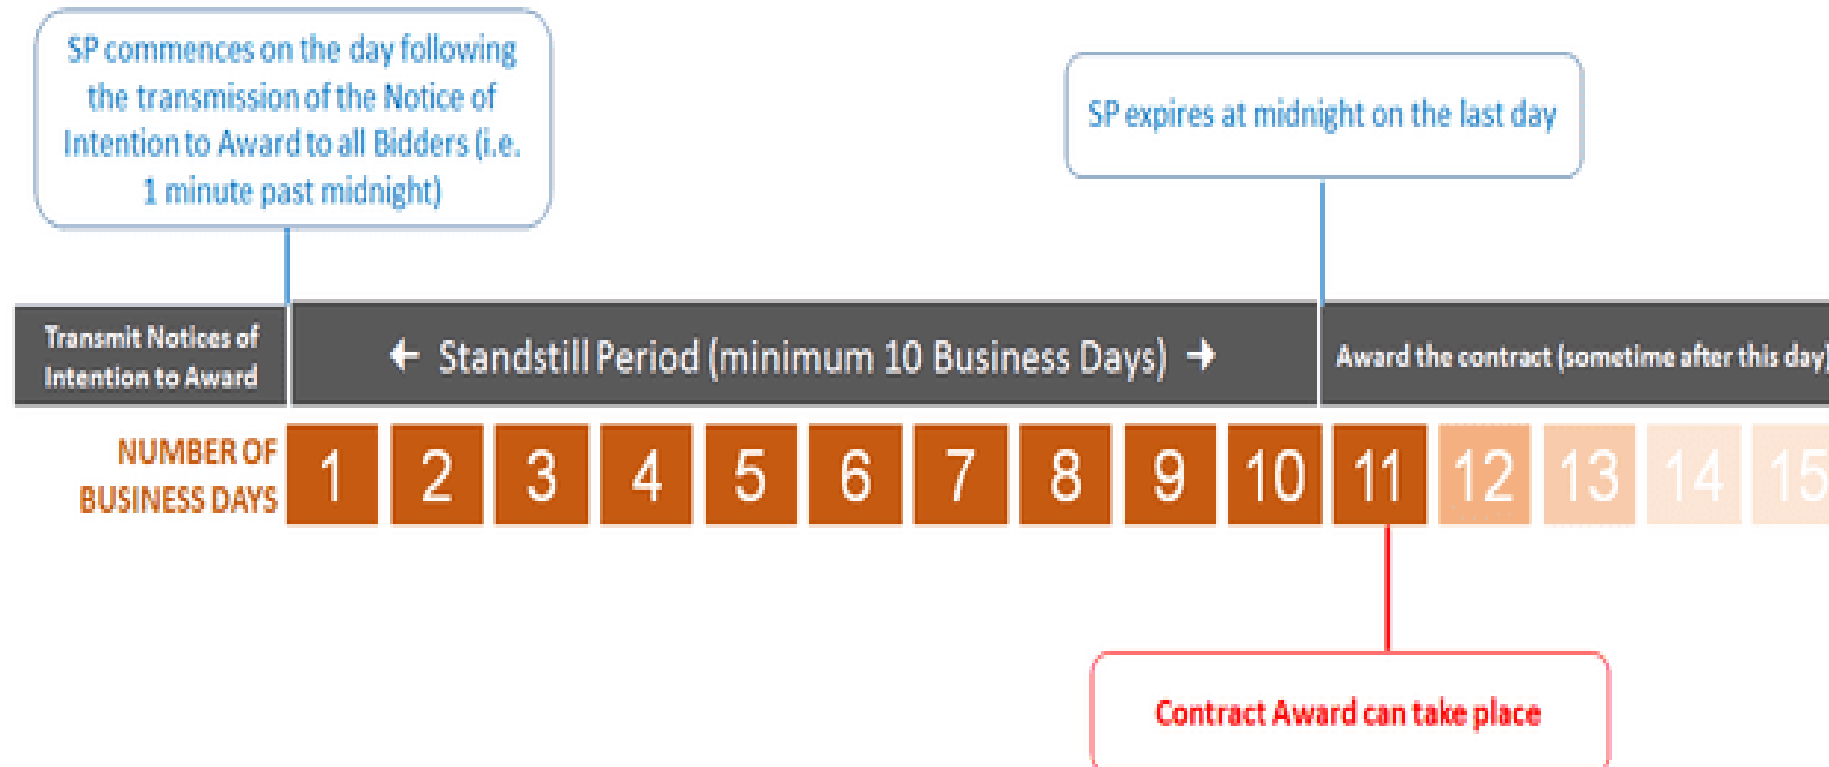 SP commences on the day following
the transmission of the Notice of
Intention to Award to all Bidders (i.e.
1 minute past midnight)
SP expires at midnight on the last day
Transmit Notices of
Intention to Award
← Standstill Period (minimum 10 Business Days) →
Award the contract (sometime after this day)
NUMBER OF
BUSINESS DAYS
1 2 3 4 5 6 7 8 9 10 11 12 13 14 15
Contract Award can take place